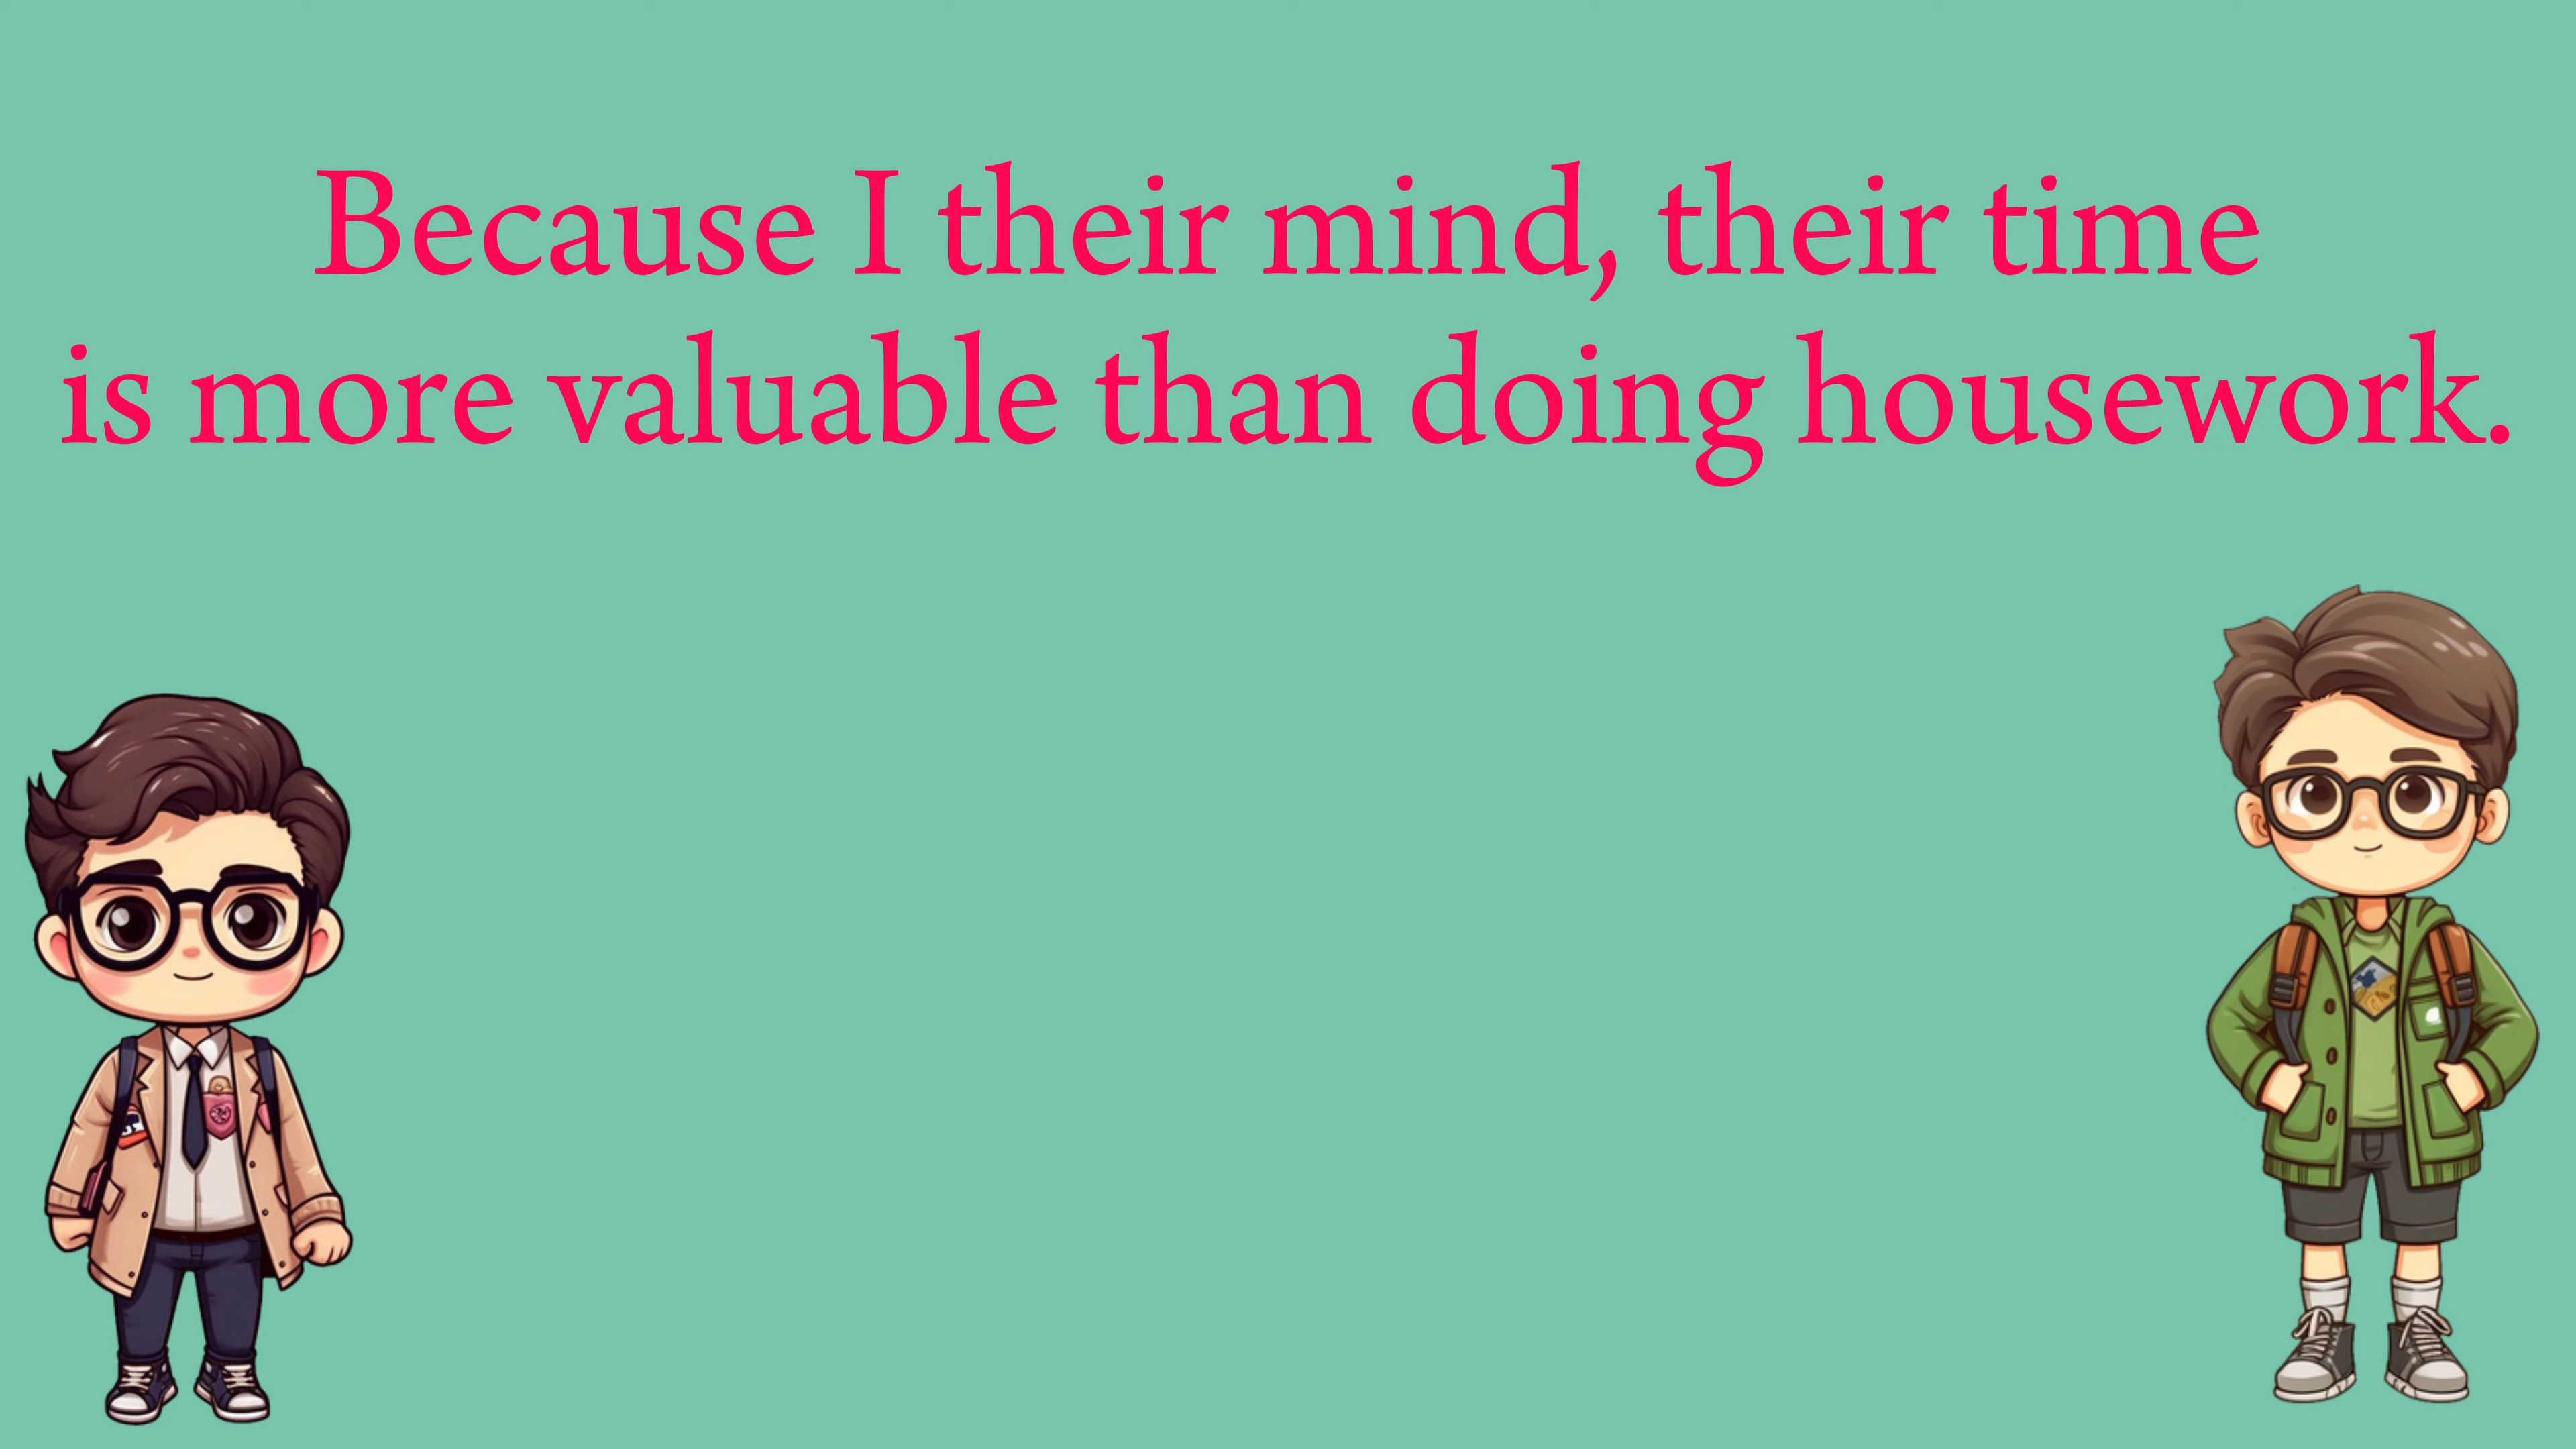 Because I their mind, their time
is more valuable than doing housework.